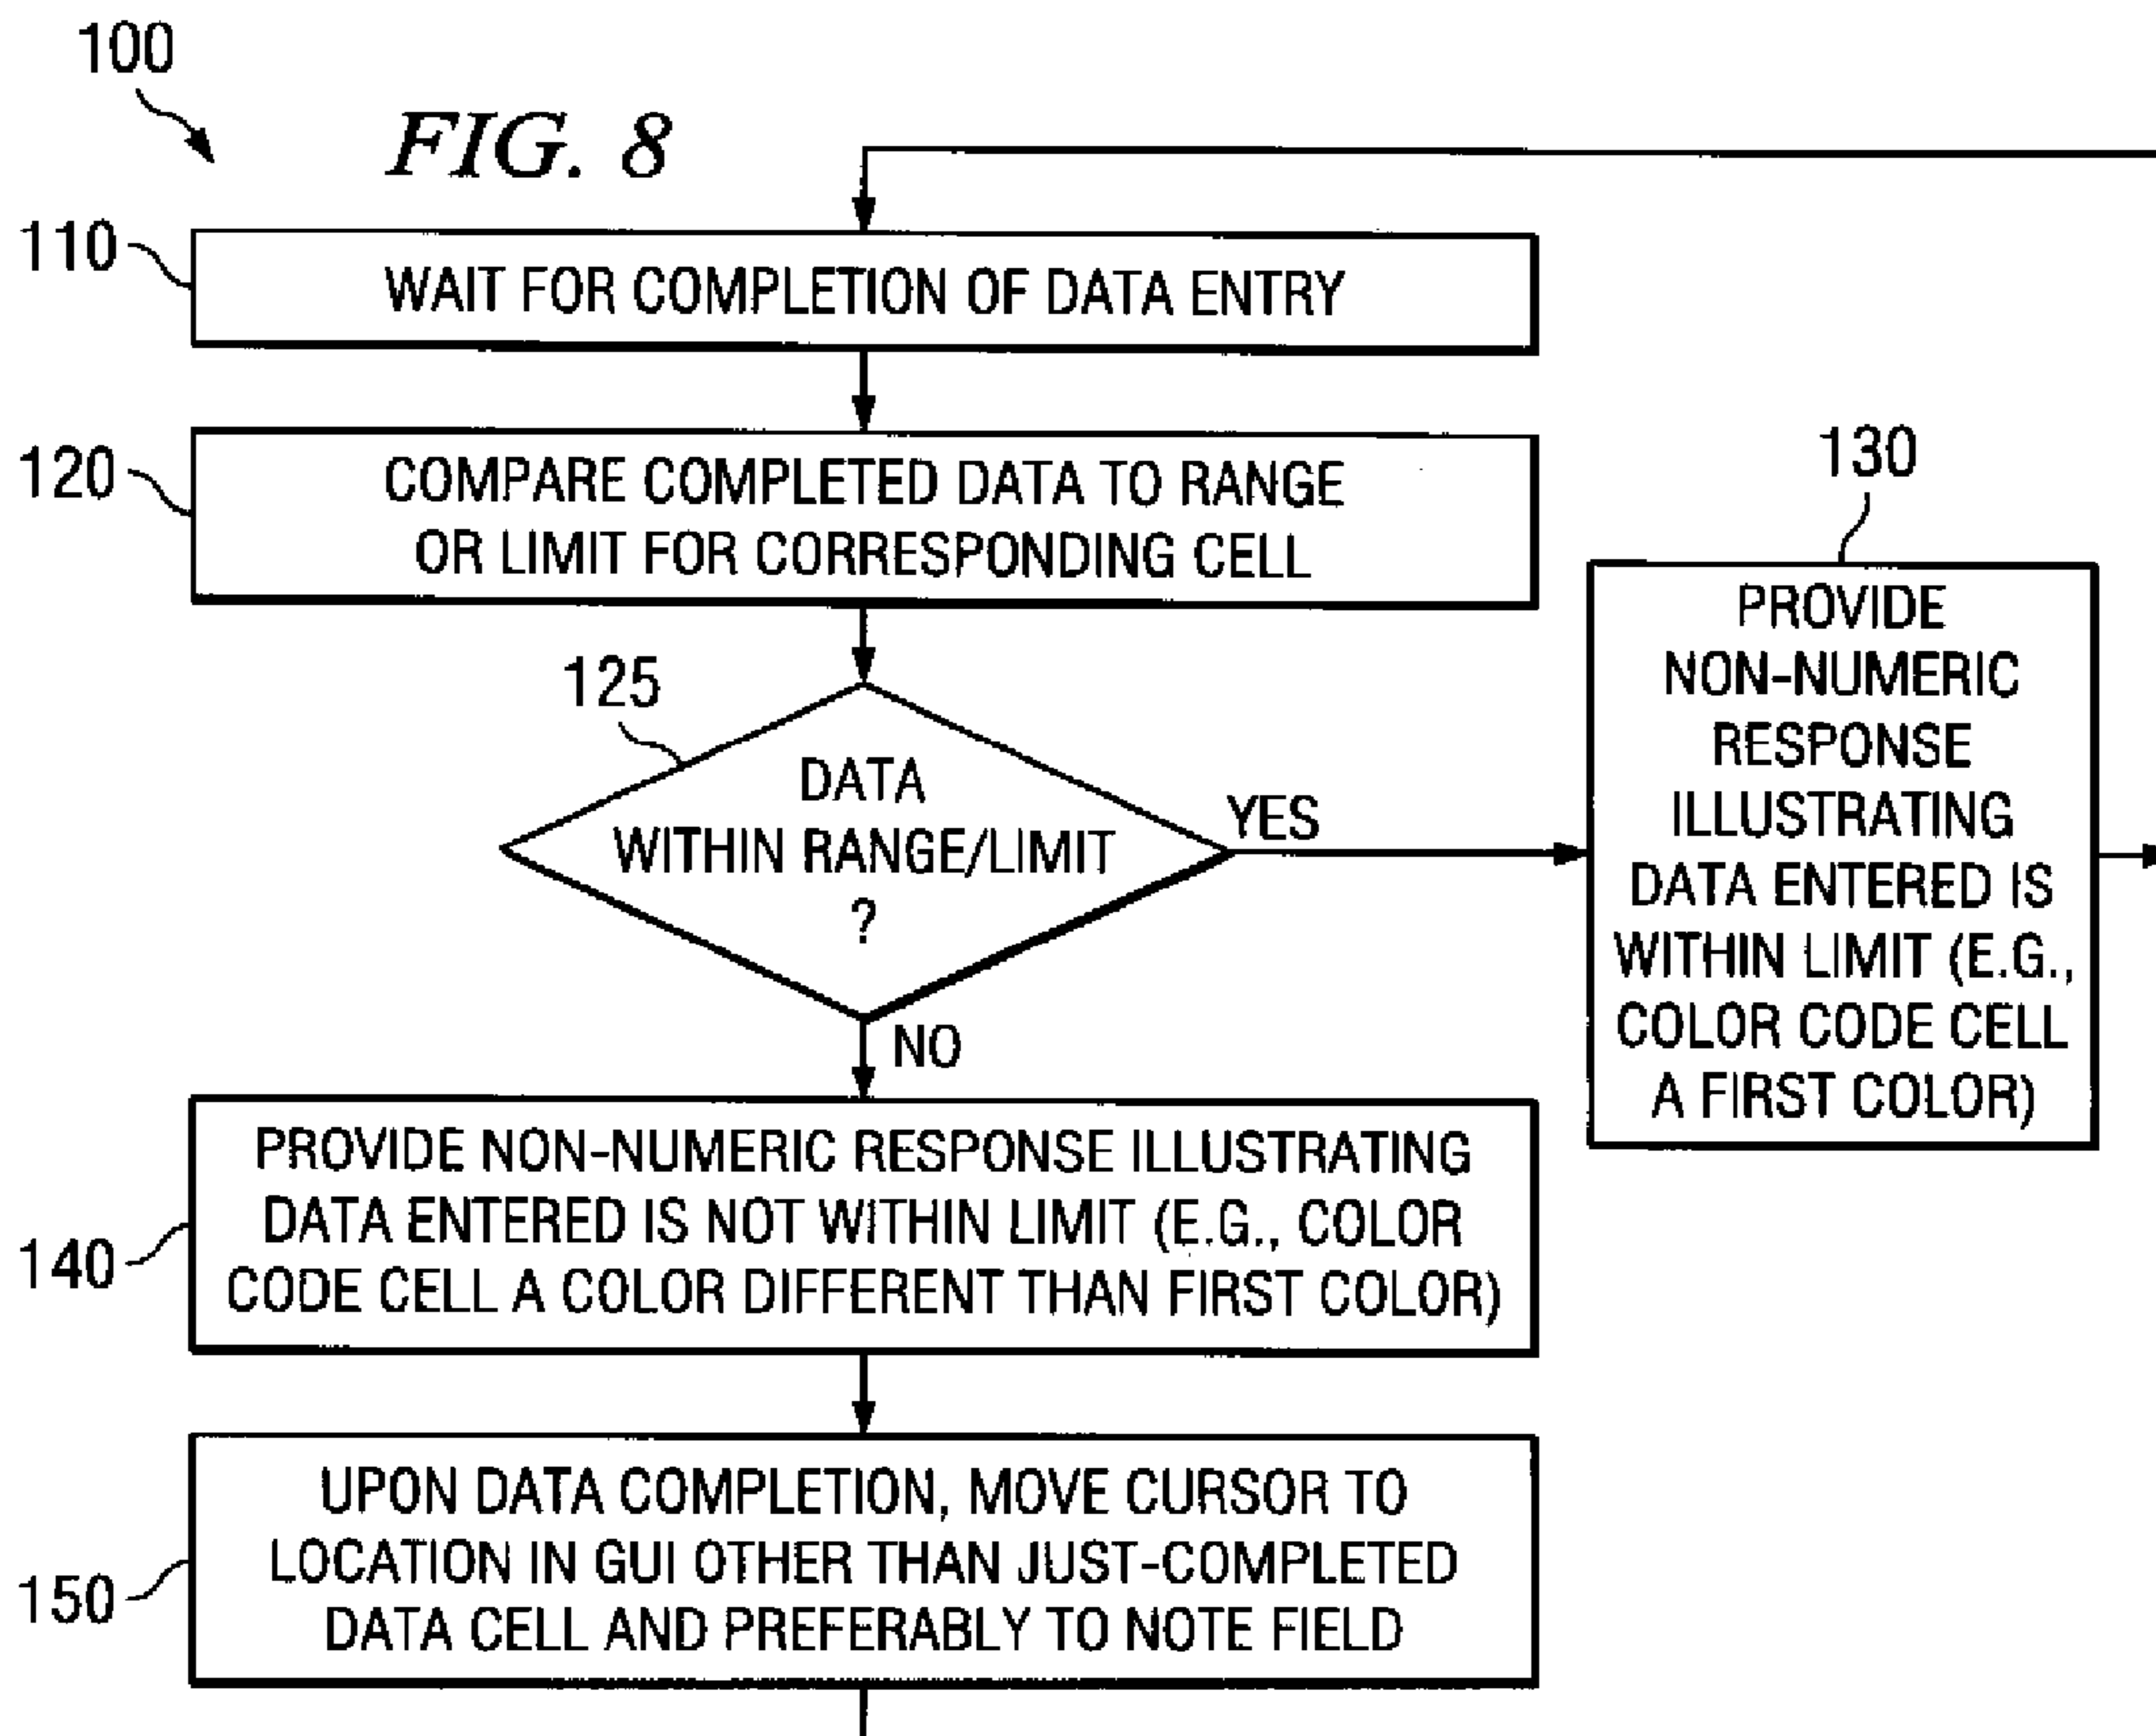 100
FIG. 8
110
WAIT FOR COMPLETION OF DATA ENTRY
120
COMPARE COMPLETED DATA TO RANGE
OR LIMIT FOR CORRESPONDING CELL
125
DATA
WITHIN RANGE/LIMIT
?
YES
130
PROVIDE
NON-NUMERIC
RESPONSE
ILLUSTRATING
DATA ENTERED IS
WITHIN LIMIT (E.G.,
COLOR CODE CELL
A FIRST COLOR)
NO
140
PROVIDE NON-NUMERIC RESPONSE ILLUSTRATING
DATA ENTERED IS NOT WITHIN LIMIT (E.G., COLOR
CODE CELL A COLOR DIFFERENT THAN FIRST COLOR)
150
UPON DATA COMPLETION, MOVE CURSOR TO
LOCATION IN GUI OTHER THAN JUST-COMPLETED
DATA CELL AND PREFERABLY TO NOTE FIELD